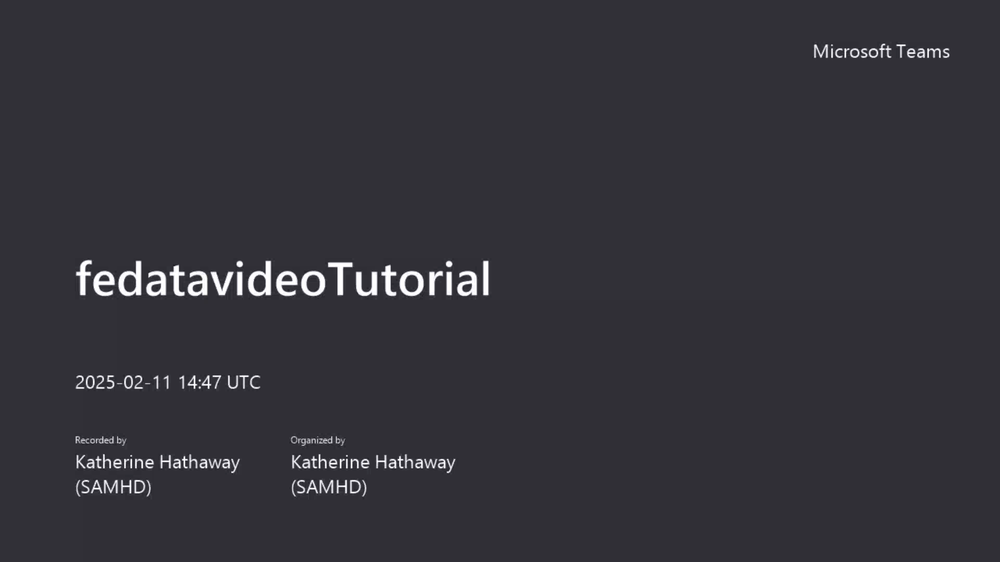 Microsoft Teams
fedatavideoTutorial
2025-02-11 14:47 UTC
Recorded by
Katherine Hathaway
(SAMHD)
Organized by
Katherine Hathaway
(SAMHD)